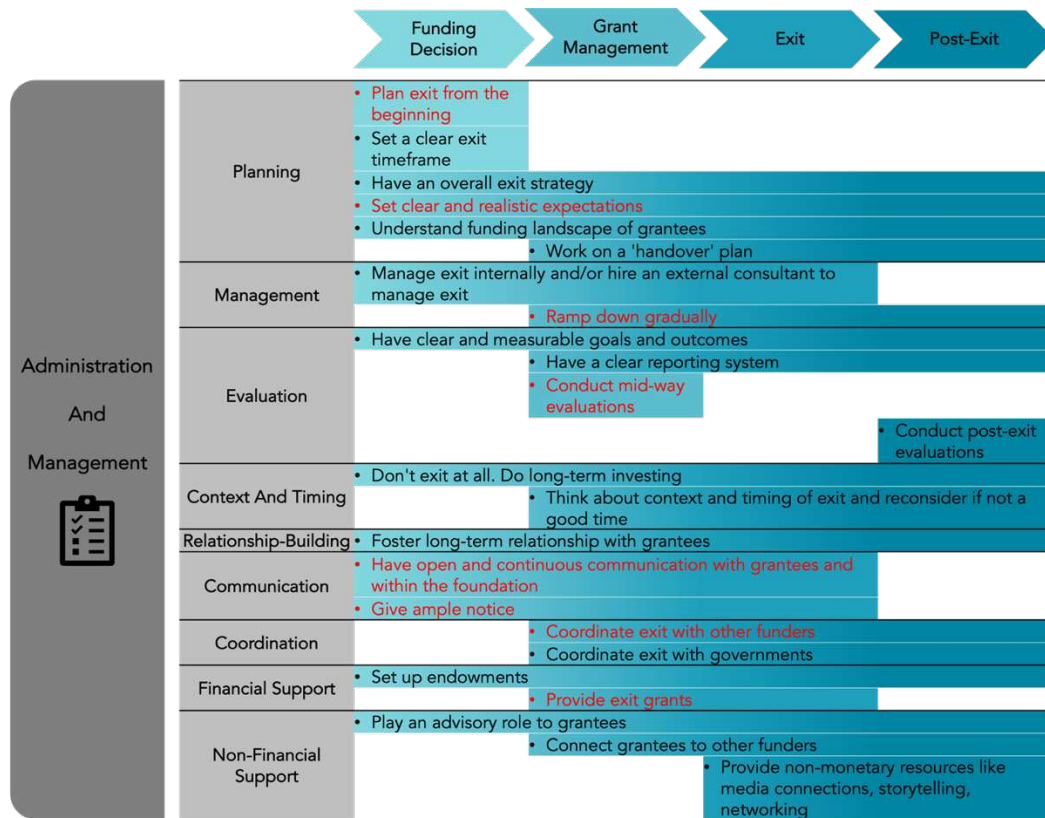 Funding
Decision
Grant
Management
Exit
Post-Exit
Administration
And
Management
Planning
• Plan exit from the
beginning
• Set a clear exit
timeframe
• Have an overall exit strategy
• Set clear and realistic expectations
• Understand funding landscape of grantees
• Work on a 'handover' plan
Management
• Manage exit internally and/or hire an external consultant to
manage exit
• Ramp down gradually
Evaluation
• Have clear and measurable goals and outcomes
• Have a clear reporting system
• Conduct mid-way
evaluations
• Conduct post-exit
evaluations
Context And Timing
• Don't exit at all. Do long-term investing
• Think about context and timing of exit and reconsider if not a
good time
Relationship-Building
• Foster long-term relationship with grantees
Communication
• Have open and continuous communication with grantees and
within the foundation
• Give ample notice
Coordination
• Coordinate exit with other funders
• Coordinate exit with governments
Financial Support
• Set up endowments
• Provide exit grants
Non-Financial
Support
• Play an advisory role to grantees
• Connect grantees to other funders
• Provide non-monetary resources like
media connections, storytelling,
networking